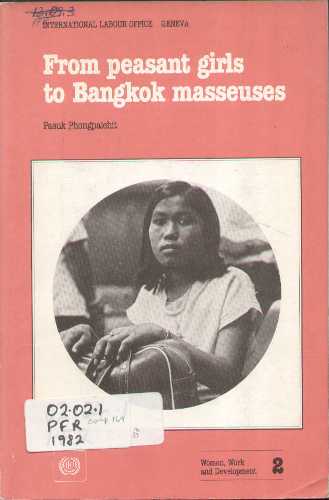 INTERNATIONAL LABOUR OFFICE GENEVA
From peasant girls
to Bangkok masseuses
Pasuk Phongpaichit
02.02.1
PFR
1982
Women, Work
and Development
2